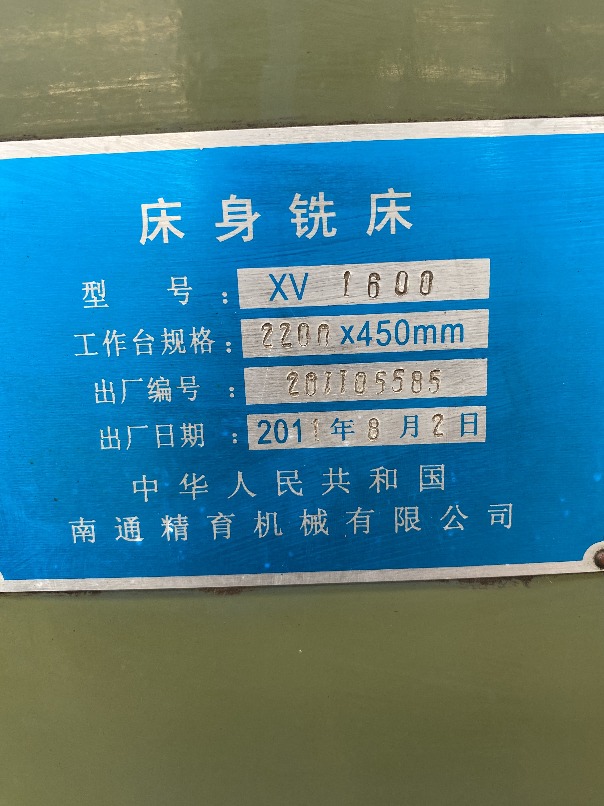 床身铣床
型 号：XV 1600
工作台规格：2200x450mm
出厂编号：201105585
出厂日期：2011年8月2日
中华人民共和国
南通精育机械有限公司